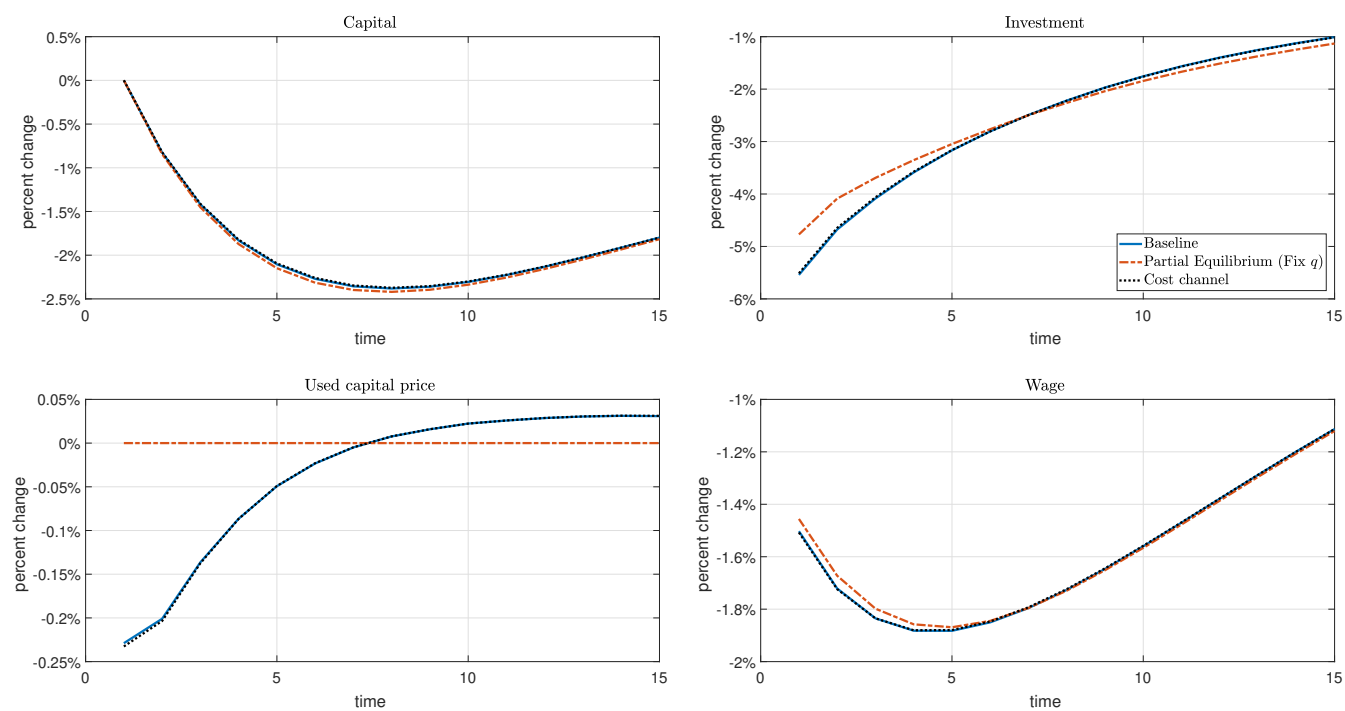 Capital
0.5%
0%
-0.5%
-1%
-1.5%
-2%
-2.5%
percent change
0 5 10 15
time
Investment
-1%
-2%
-3%
-4%
-5%
-6%
percent change
Baseline
Partial Equilibrium (Fix q)
Cost channel
0 5 10 15
time
Used capital price
0.05%
0%
-0.05%
-0.1%
-0.15%
-0.2%
-0.25%
percent change
0 5 10 15
time
Wage
-1%
-1.2%
-1.4%
-1.6%
-1.8%
-2%
percent change
0 5 10 15
time